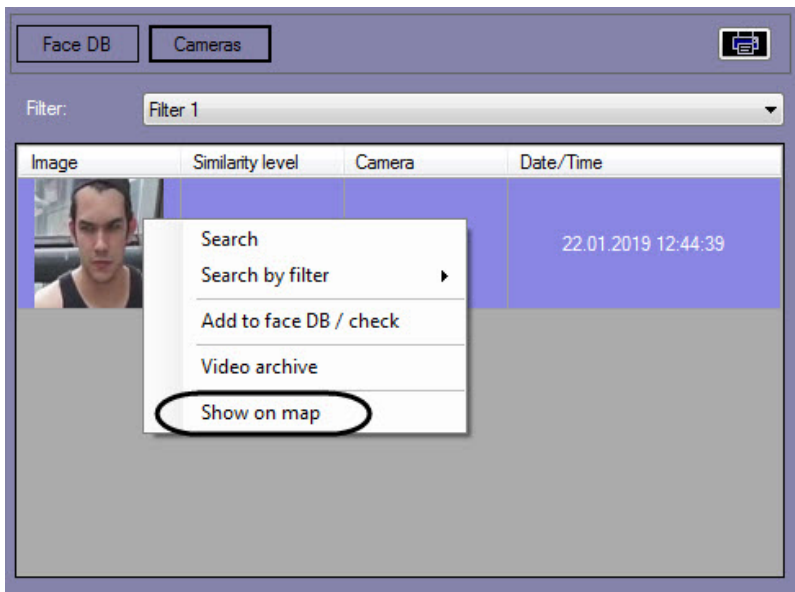 Face DB Cameras
Filter: Filter 1
Image Similarity level Camera Date/Time
22.01.2019 12:44:39
Search
Search by filter
Add to face DB / check
Video archive
Show on map